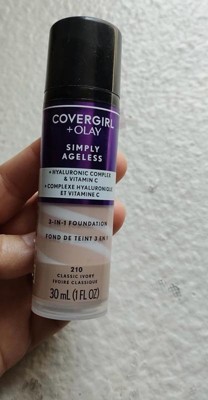 COVERGIRL
+ OLAY
SIMPLY
AGELESS
+ HYALURONIC COMPLEX
& VITAMIN C
+ COMPLEXE HYALURONIQUE
ET VITAMINE C
3-IN-1 FOUNDATION
FOND DE TEINT 3 EN 1
210
CLASSIC IVORY
IVOIRE CLASSIQUE
30 mL (1 FL OZ)